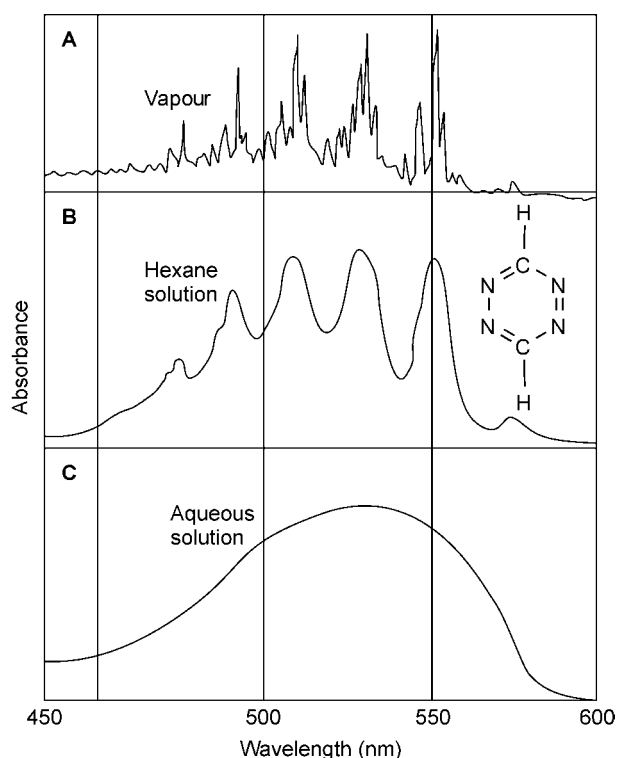 A
Vapour
B
Hexane
solution
H
C
N N
N N
C
H
C
Aqueous
solution
Absorbance
450 500 550 600
Wavelength (nm)